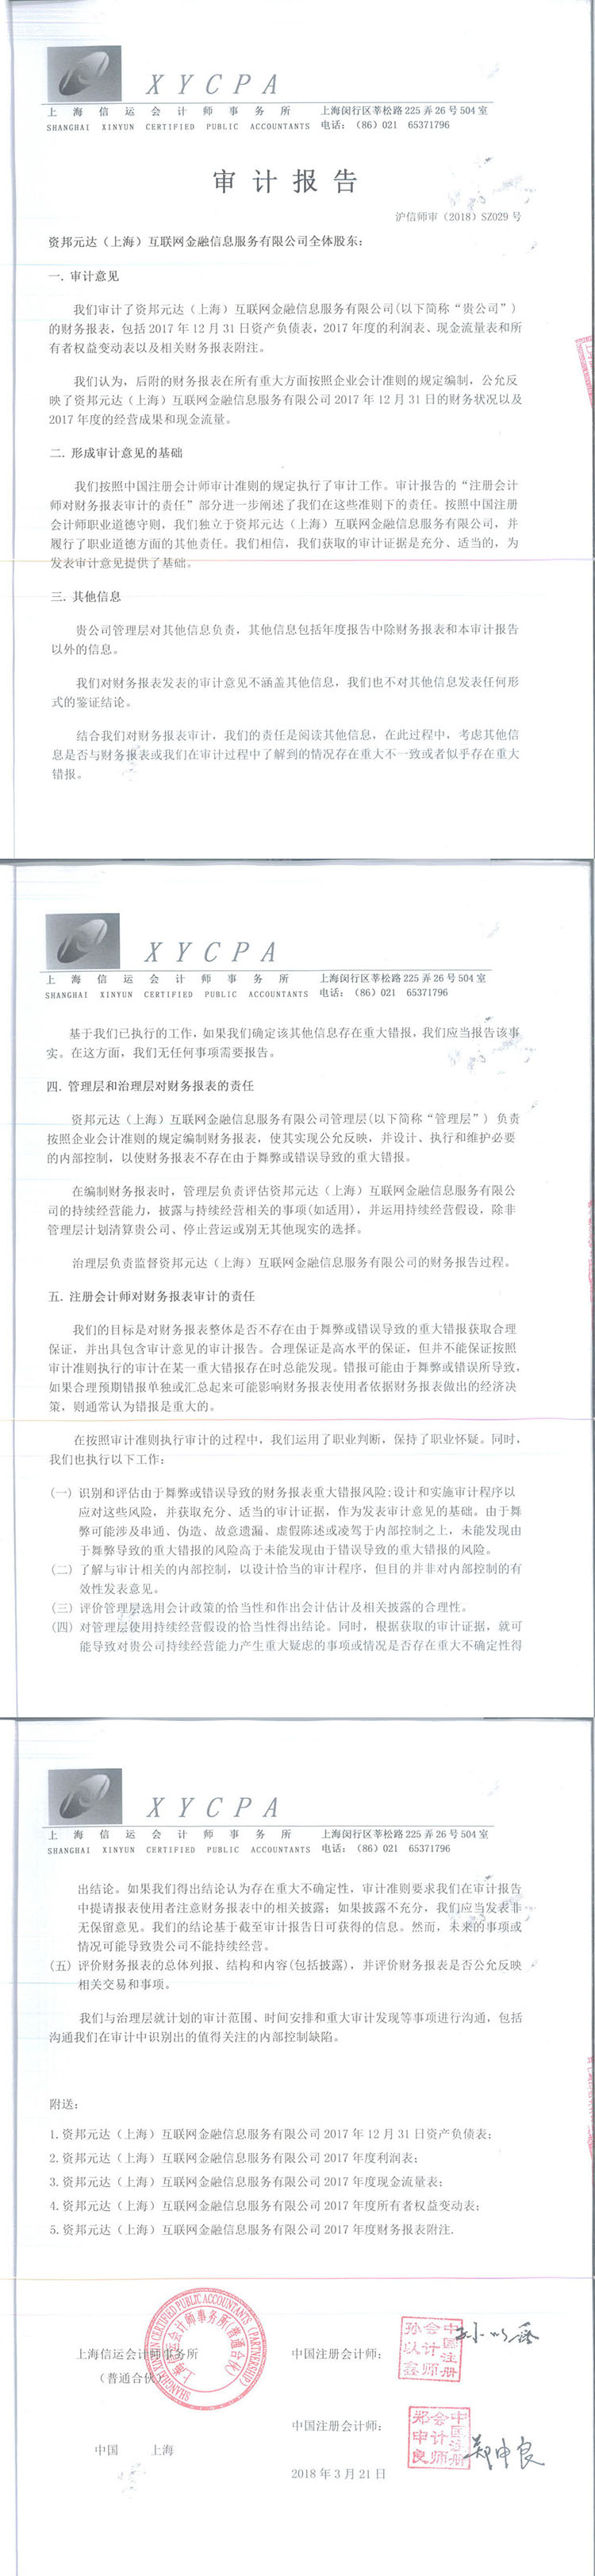 XYCPA
上海信运会计师事务所 上海闵行区莘松路 225 弄 26 号 504 室
SHANGHAI XINYUN CERTIFIED PUBLIC ACCOUNTANTS 电话：（86）021 65371796
审计报告
沪信师审（2018）SZ029 号
资邦元达（上海）互联网金融信息服务有限公司全体股东：
一. 审计意见
我们审计了资邦元达（上海）互联网金融信息服务有限公司(以下简称“贵公司”)
的财务报表，包括 2017 年 12 月 31 日资产负债表，2017 年度的利润表、现金流量表和所
有者权益变动表以及相关财务报表附注。
我们认为，后附的财务报表在所有重大方面按照企业会计准则的规定编制，公允反
映了资邦元达（上海）互联网金融信息服务有限公司 2017 年 12 月 31 日的财务状况以及
2017 年度的经营成果和现金流量。
二. 形成审计意见的基础
我们按照中国注册会计师审计准则的规定执行了审计工作。审计报告的“注册会计
师对财务报表审计的责任”部分进一步阐述了我们在这些准则下的责任。按照中国注册
会计师职业道德守则，我们独立于资邦元达（上海）互联网金融信息服务有限公司，并
履行了职业道德方面的其他责任。我们相信，我们获取的审计证据是充分、适当的，为
发表审计意见提供了基础。
三. 其他信息
贵公司管理层对其他信息负责，其他信息包括年度报告中除财务报表和本审计报告
以外的信息。
我们对财务报表发表的审计意见不涵盖其他信息，我们也不对其他信息发表任何形
式的鉴证结论。
结合我们对财务报表审计，我们的责任是阅读其他信息，在此过程中，考虑其他信
息是否与财务报表或我们在审计过程中了解到的情况存在重大不一致或者似乎存在重大
错报。
XYCPA
上海信运会计师事务所 上海闵行区莘松路 225 弄 26 号 504 室
SHANGHAI XINYUN CERTIFIED PUBLIC ACCOUNTANTS 电话：（86）021 65371796
基于我们已执行的工作，如果我们确定该其他信息存在重大错报，我们应当报告该事
实。在这方面，我们无任何事项需要报告。
四. 管理层和治理层对财务报表的责任
资邦元达（上海）互联网金融信息服务有限公司管理层(以下简称“管理层”) 负责
按照企业会计准则的规定编制财务报表，使其实现公允反映，并设计、执行和维护必要
的内部控制，以使财务报表不存在由于舞弊或错误导致的重大错报。
在编制财务报表时，管理层负责评估资邦元达（上海）互联网金融信息服务有限公
司的持续经营能力，披露与持续经营相关的事项(如适用)，并运用持续经营假设，除非
管理层计划清算贵公司、停止营运或别无其他现实的选择。
治理层负责监督资邦元达（上海）互联网金融信息服务有限公司的财务报告过程。
五. 注册会计师对财务报表审计的责任
我们的目标是对财务报表整体是否不存在由于舞弊或错误导致的重大错报获取合理
保证，并出具包含审计意见的审计报告。合理保证是高水平的保证，但并不能保证按照
审计准则执行的审计在某一重大错报存在时总能发现。错报可能由于舞弊或错误所导致，
如果合理预期错报单独或汇总起来可能影响财务报表使用者依据财务报表做出的经济决
策，则通常认为错报是重大的。
在按照审计准则执行审计的过程中，我们运用了职业判断，保持了职业怀疑。同时，
我们也执行以下工作：
(一) 识别和评估由于舞弊或错误导致的财务报表重大错报风险;设计和实施审计程序以
应对这些风险，并获取充分、适当的审计证据，作为发表审计意见的基础。由于舞
弊可能涉及串通、伪造、故意遗漏、虚假陈述或凌驾于内部控制之上，未能发现由
于舞弊导致的重大错报的风险高于未能发现由于错误导致的重大错报的风险。
(二) 了解与审计相关的内部控制，以设计恰当的审计程序，但目的并非对内部控制的有
效性发表意见。
(三) 评价管理层选用会计政策的恰当性和作出会计估计及相关披露的合理性。
(四) 对管理层使用持续经营假设的恰当性得出结论。同时，根据获取的审计证据，就可
能导致对贵公司持续经营能力产生重大疑虑的事项或情况是否存在重大不确定性得
XYCPA
上海信运会计师事务所 上海闵行区莘松路 225 弄 26 号 504 室
SHANGHAI XINYUN CERTIFIED PUBLIC ACCOUNTANTS 电话：（86）021 65371796
出结论。如果我们得出结论认为存在重大不确定性，审计准则要求我们在审计报告
中提请报表使用者注意财务报表中的相关披露；如果披露不充分，我们应当发表非
无保留意见。我们的结论基于截至审计报告日可获得的信息。然而，未来的事项或
情况可能导致贵公司不能持续经营。
(五) 评价财务报表的总体列报、结构和内容(包括披露)，并评价财务报表是否公允反映
相关交易和事项。
我们与治理层就计划的审计范围、时间安排和重大审计发现等事项进行沟通，包括
沟通我们在审计中识别出的值得关注的内部控制缺陷。
附送：
1. 资邦元达（上海）互联网金融信息服务有限公司 2017 年 12 月 31 日资产负债表；
2. 资邦元达（上海）互联网金融信息服务有限公司 2017 年度利润表；
3. 资邦元达（上海）互联网金融信息服务有限公司 2017 年度现金流量表；
4. 资邦元达（上海）互联网金融信息服务有限公司 2017 年度所有者权益变动表；
5. 资邦元达（上海）互联网金融信息服务有限公司 2017 年度财务报表附注.
上海信运会计师事务所
（普通合伙）
SHANGHAI XINYUN CERTIFIED PUBLIC ACCOUNTANTS (PARTNERSHIP)
上海信运会计师事务所(普通合伙)
中国注册会计师：
中国注册
会计师
孙以鑫
中国注册会计师：
中国注册
会计师
郑申良
郑申良
中国 上海
2018 年 3 月 21 日